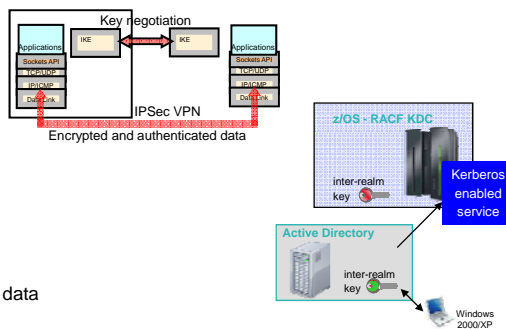 Key negotiation
IKE
IKE
Applications
Sockets API
TCP/UDP
IP/ICMP
Data Link
Applications
Sockets API
TCP/UDP
IP/ICMP
Data Link
IPSec VPN
Encrypted and authenticated data
z/OS - RACF KDC
inter-realm
key
Kerberos
enabled
service
Active Directory
inter-realm
key
data
Windows
2000/XP